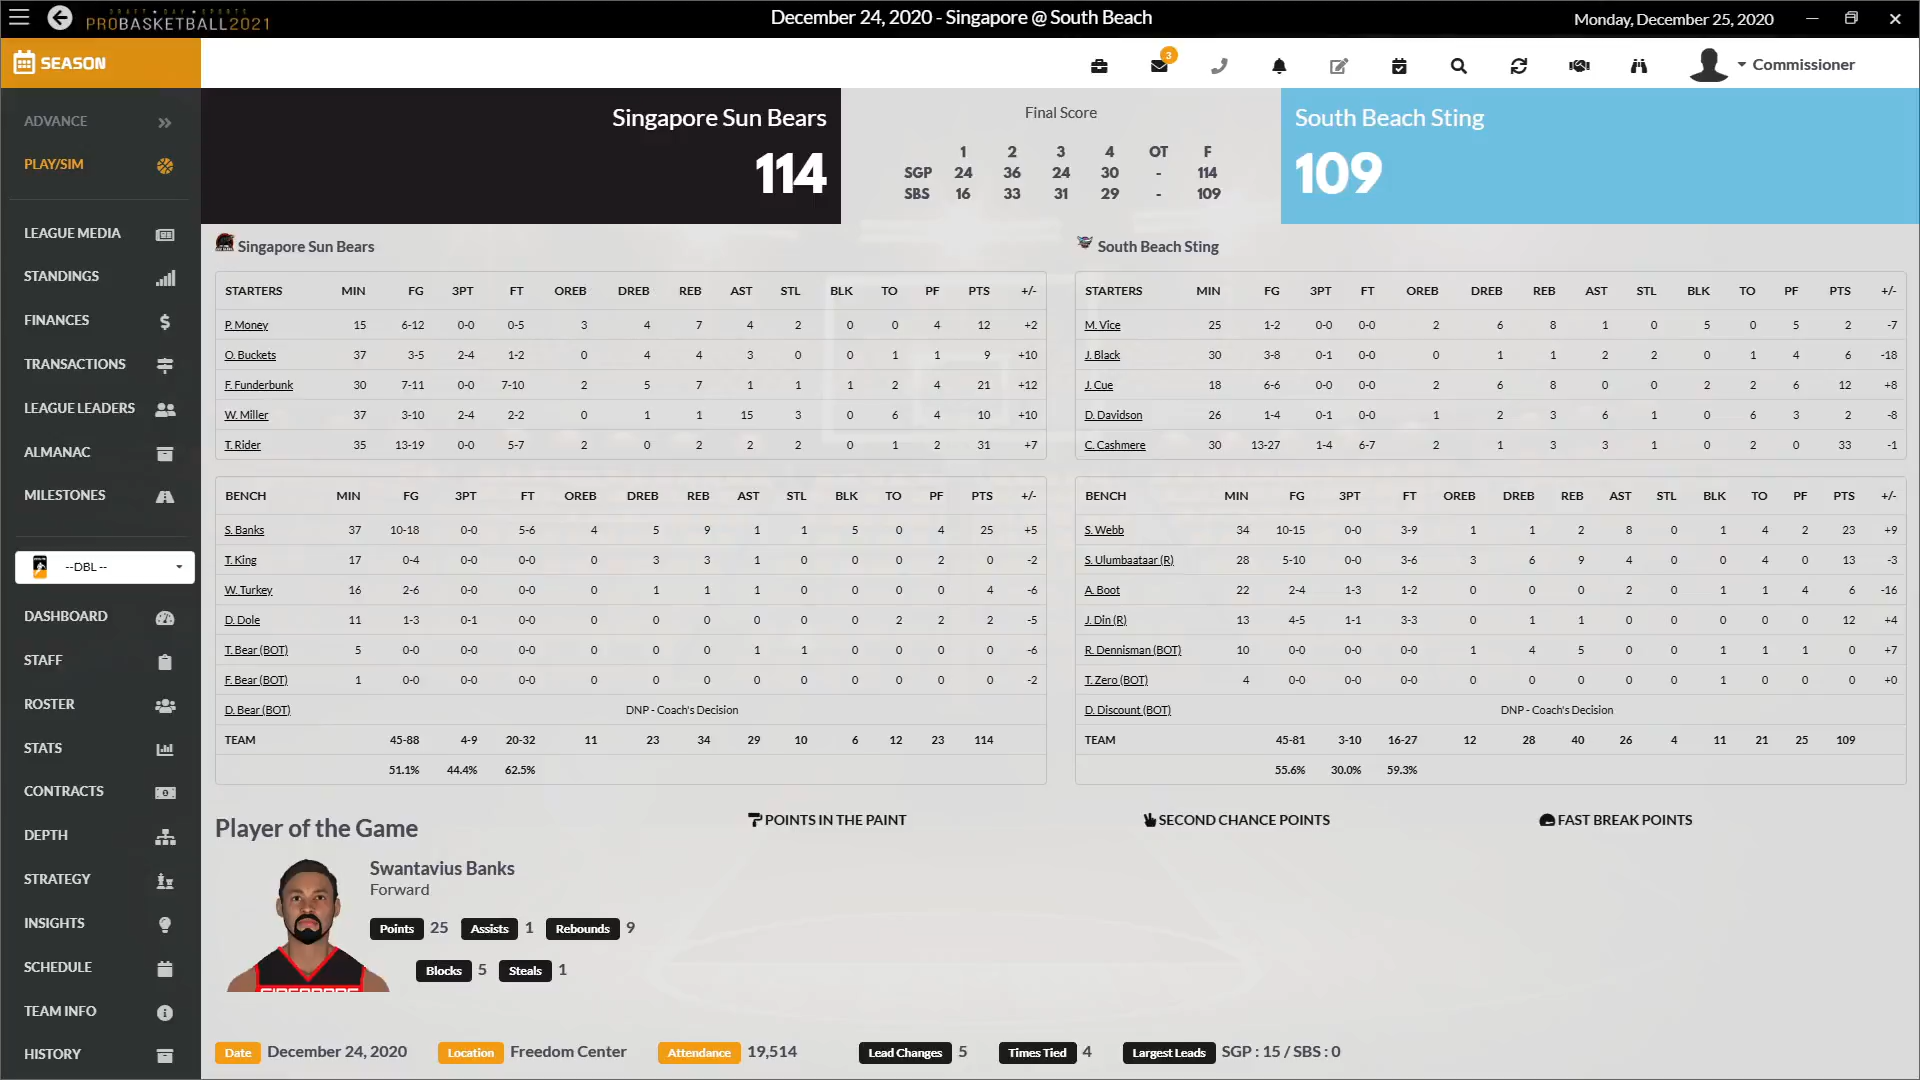 DRAFT · DAY · SPORTS
PROBASKETBALL2021
December 24, 2020 - Singapore @ South Beach
Monday, December 25, 2020
SEASON
3
Commissioner
ADVANCE
PLAY/SIM
LEAGUE MEDIA
STANDINGS
FINANCES
TRANSACTIONS
LEAGUE LEADERS
ALMANAC
MILESTONES
--DBL --
DASHBOARD
STAFF
ROSTER
STATS
CONTRACTS
DEPTH
STRATEGY
INSIGHTS
SCHEDULE
TEAM INFO
HISTORY
Singapore Sun Bears
114
Final Score
1 2 3 4 OT F
SGP 24 36 24 30 - 114
SBS 16 33 31 29 - 109
South Beach Sting
109
Singapore Sun Bears
STARTERS MIN FG 3PT FT OREB DREB REB AST STL BLK TO PF PTS +/-
P. Money 15 6-12 0-0 0-5 3 4 7 4 2 0 0 4 12 +2
O. Buckets 37 3-5 2-4 1-2 0 4 4 3 0 0 1 1 9 +10
F. Funderbunk 30 7-11 0-0 7-10 2 5 7 1 1 1 2 4 21 +12
W. Miller 37 3-10 2-4 2-2 0 1 1 15 3 0 6 4 10 +10
T. Rider 35 13-19 0-0 5-7 2 0 2 2 2 0 1 2 31 +7
BENCH MIN FG 3PT FT OREB DREB REB AST STL BLK TO PF PTS +/-
S. Banks 37 10-18 0-0 5-6 4 5 9 1 1 5 0 4 25 +5
T. King 17 0-4 0-0 0-0 0 3 3 1 0 0 0 2 0 -2
W. Turkey 16 2-6 0-0 0-0 0 1 1 1 0 0 0 0 4 -6
D. Dole 11 1-3 0-1 0-0 0 0 0 0 0 0 2 2 2 -5
T. Bear (BOT) 5 0-0 0-0 0-0 0 0 0 1 1 0 0 0 0 -6
F. Bear (BOT) 1 0-0 0-0 0-0 0 0 0 0 0 0 0 0 0 -2
D. Bear (BOT) DNP - Coach's Decision
TEAM 45-88 4-9 20-32 11 23 34 29 10 6 12 23 114
51.1% 44.4% 62.5%
South Beach Sting
STARTERS MIN FG 3PT FT OREB DREB REB AST STL BLK TO PF PTS +/-
M. Vice 25 1-2 0-0 0-0 2 6 8 1 0 5 0 5 2 -7
J. Black 30 3-8 0-1 0-0 0 1 1 2 2 0 1 4 6 -18
J. Cue 18 6-6 0-0 0-0 2 6 8 0 0 2 2 6 12 +8
D. Davidson 26 1-4 0-1 0-0 1 2 3 6 1 0 6 3 2 -8
C. Cashmere 30 13-27 1-4 6-7 2 1 3 3 1 0 2 0 33 -1
BENCH MIN FG 3PT FT OREB DREB REB AST STL BLK TO PF PTS +/-
S. Webb 34 10-15 0-0 3-9 1 1 2 8 0 1 4 2 23 +9
S. Ulumbaataar (R) 28 5-10 0-0 3-6 3 6 9 4 0 0 4 0 13 -3
A. Boot 22 2-4 1-3 1-2 0 0 0 2 0 1 1 4 6 -16
J. Din (R) 13 4-5 1-1 3-3 0 1 1 0 0 0 0 0 12 +4
R. Dennisman (BOT) 10 0-0 0-0 0-0 1 4 5 0 0 1 1 1 0 +7
T. Zero (BOT) 4 0-0 0-0 0-0 0 0 0 0 0 1 0 0 0 +0
D. Discount (BOT) DNP - Coach's Decision
TEAM 45-81 3-10 16-27 12 28 40 26 4 11 21 25 109
55.6% 30.0% 59.3%
Player of the Game
Swantavius Banks
Forward
Points 25 Assists 1 Rebounds 9
Blocks 5 Steals 1
SINGAPORE
POINTS IN THE PAINT
SECOND CHANCE POINTS
FAST BREAK POINTS
Date December 24, 2020 Location Freedom Center Attendance 19,514 Lead Changes 5 Times Tied 4 Largest Leads SGP : 15 / SBS : 0